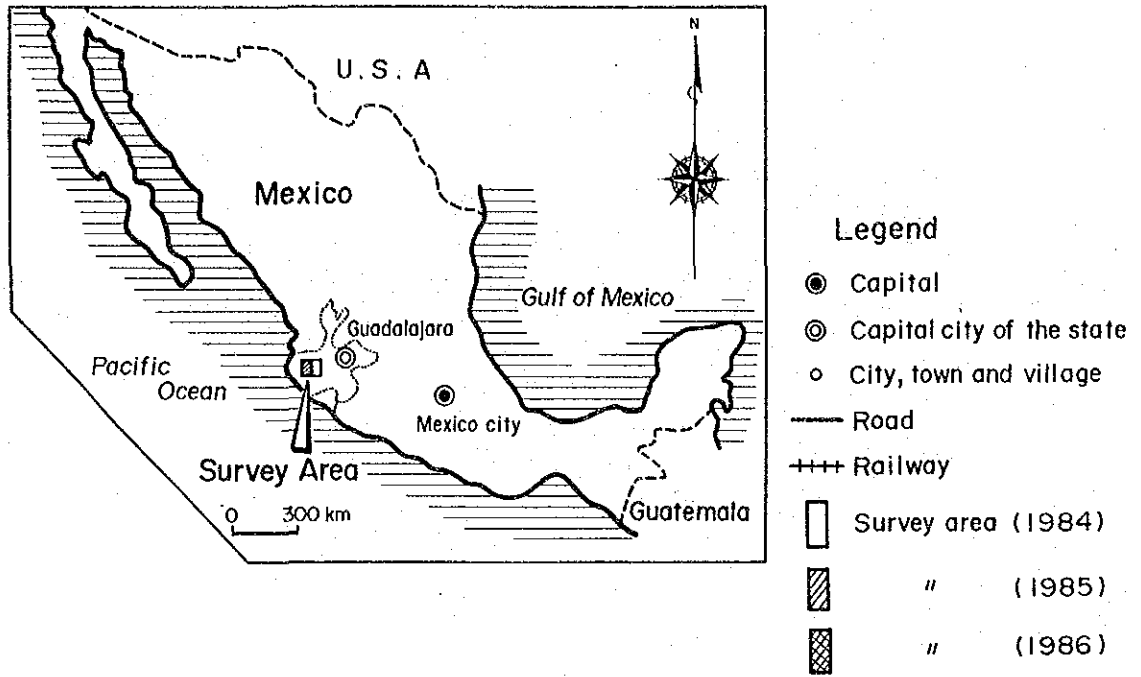 N
U.S.A
Mexico
Gulf of Mexico
Guadalajara
Pacific
Ocean
Mexico city
Survey Area
0 300 km
Guatemala
Legend
Capital
Capital city of the state
City, town and village
Road
Railway
Survey area (1984)
" (1985)
" (1986)